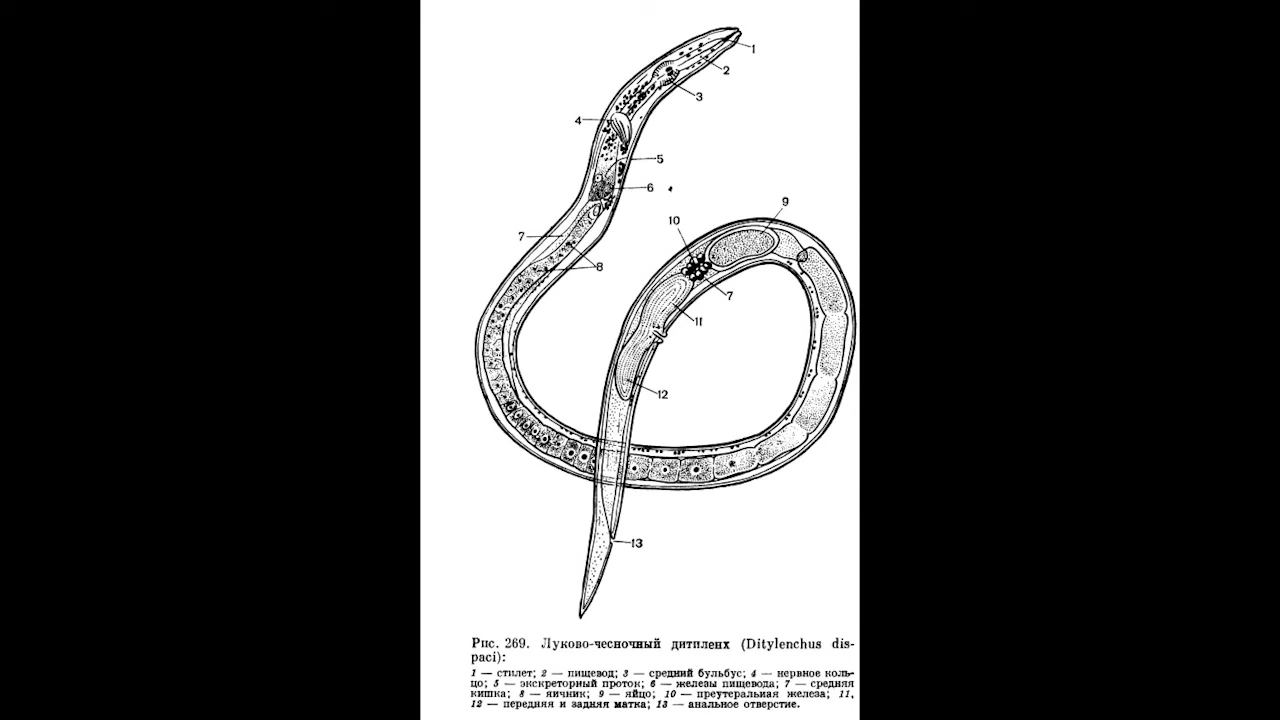 1
2
3
4
5
6
9
10
7
8
7
11
12
13
Рис. 269. Луково-чесночный дитиленх (Ditylenchus dis-
paci):
1 — стилет; 2 — пищевод; 3 — средний бульбус; 4 — нервное коль-
цо; 5 — экскреторный проток; 6 — железы пищевода; 7 — средняя
кишка; 8 — яичник; 9 — яйцо; 10 — преутеральная железа; 11,
12 — передняя и задняя матка; 13 — анальное отверстие.